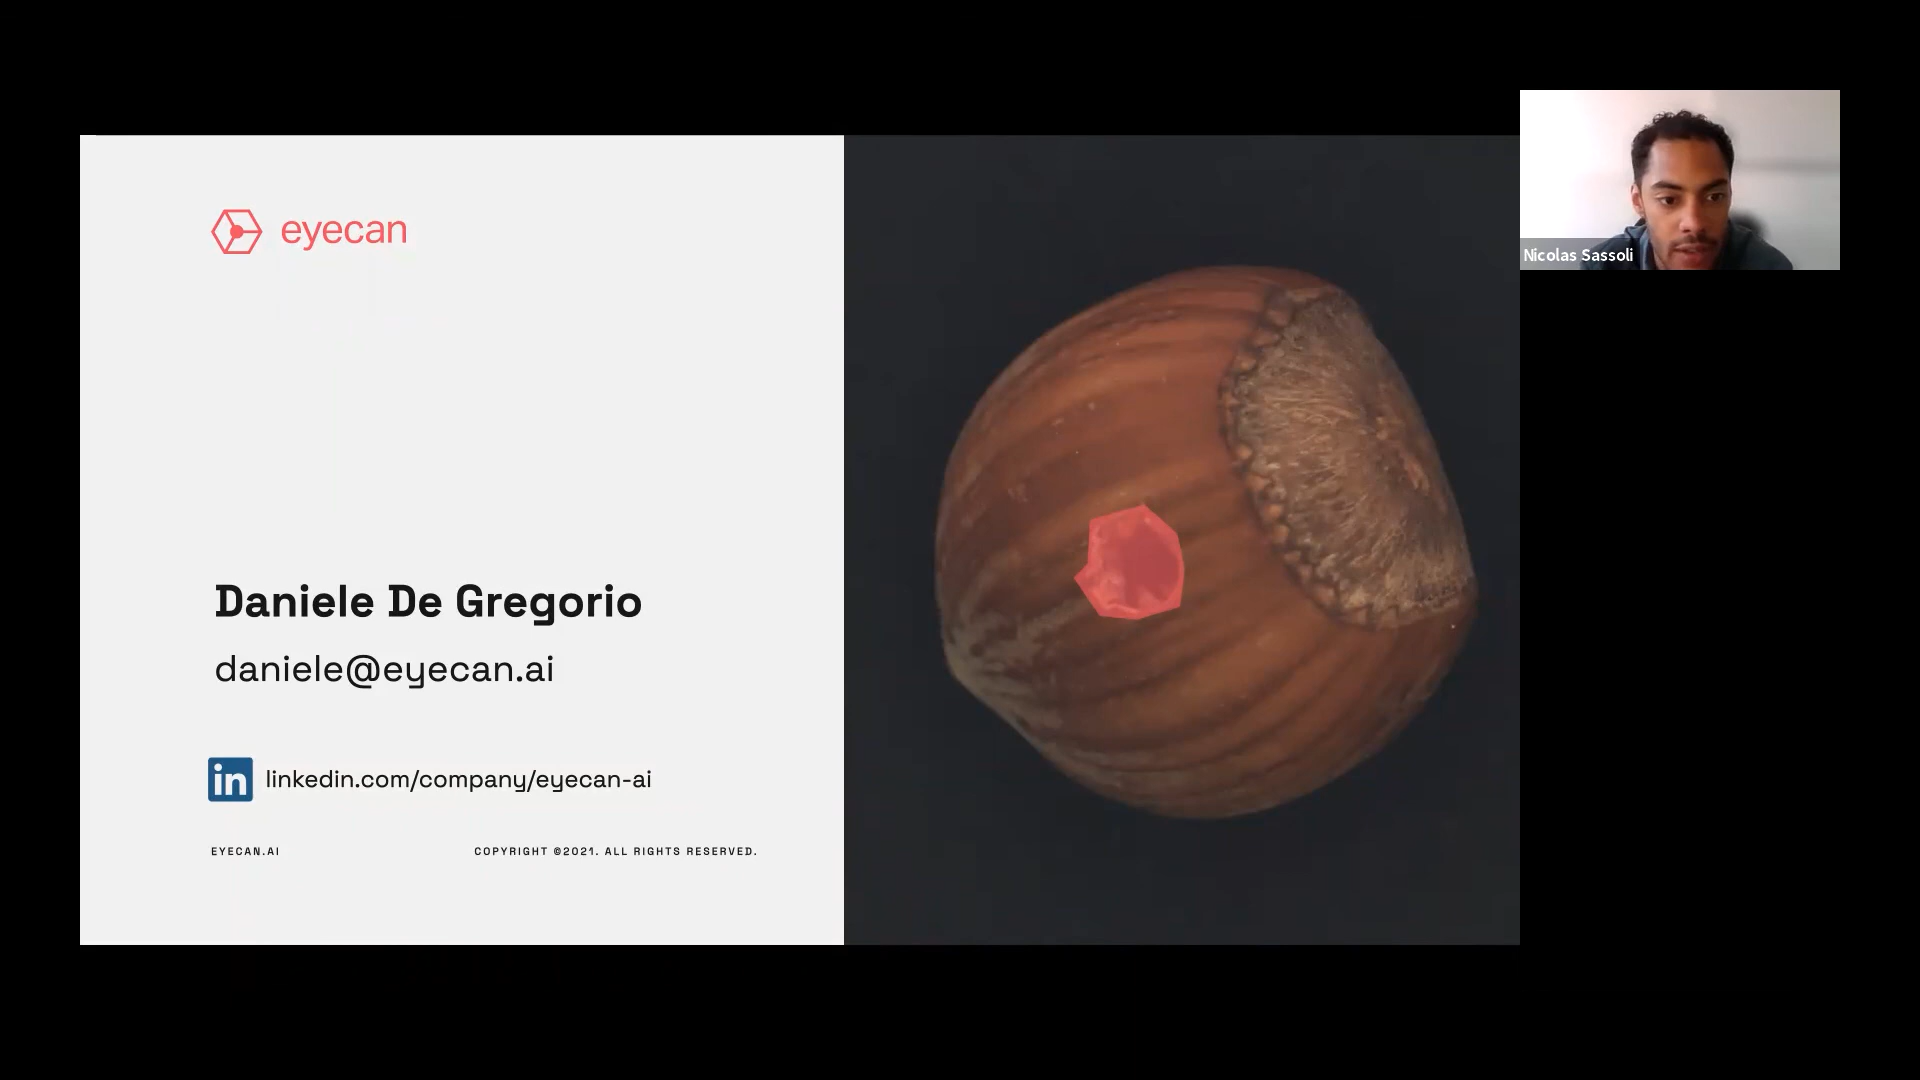 eyecan
Nicolas Sassoli
Daniele De Gregorio
daniele@eyecan.ai
in linkedin.com/company/eyecan-ai
EYECAN.AI
COPYRIGHT ©2021. ALL RIGHTS RESERVED.